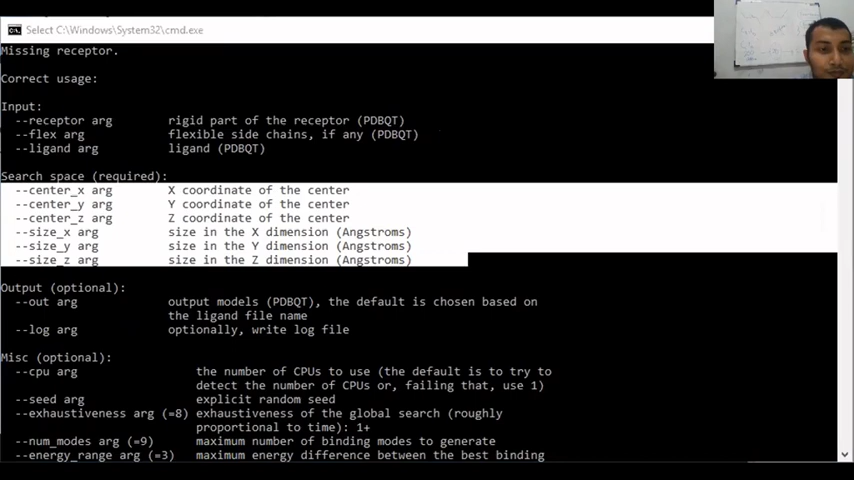 Select C:\Windows\System32\cmd.exe
Missing receptor.
Correct usage:
Input:
--receptor arg rigid part of the receptor (PDBQT)
--flex arg flexible side chains, if any (PDBQT)
--ligand arg ligand (PDBQT)
Search space (required):
--center_x arg X coordinate of the center
--center_y arg Y coordinate of the center
--center_z arg Z coordinate of the center
--size_x arg size in the X dimension (Angstroms)
--size_y arg size in the Y dimension (Angstroms)
--size_z arg size in the Z dimension (Angstroms)
Output (optional):
--out arg output models (PDBQT), the default is chosen based on
the ligand file name
--log arg optionally, write log file
Misc (optional):
--cpu arg the number of CPUs to use (the default is to try to
detect the number of CPUs or, failing that, use 1)
--seed arg explicit random seed
--exhaustiveness arg (=8) exhaustiveness of the global search (roughly
proportional to time): 1+
--num_modes arg (=9) maximum number of binding modes to generate
--energy_range arg (=3) maximum energy difference between the best binding